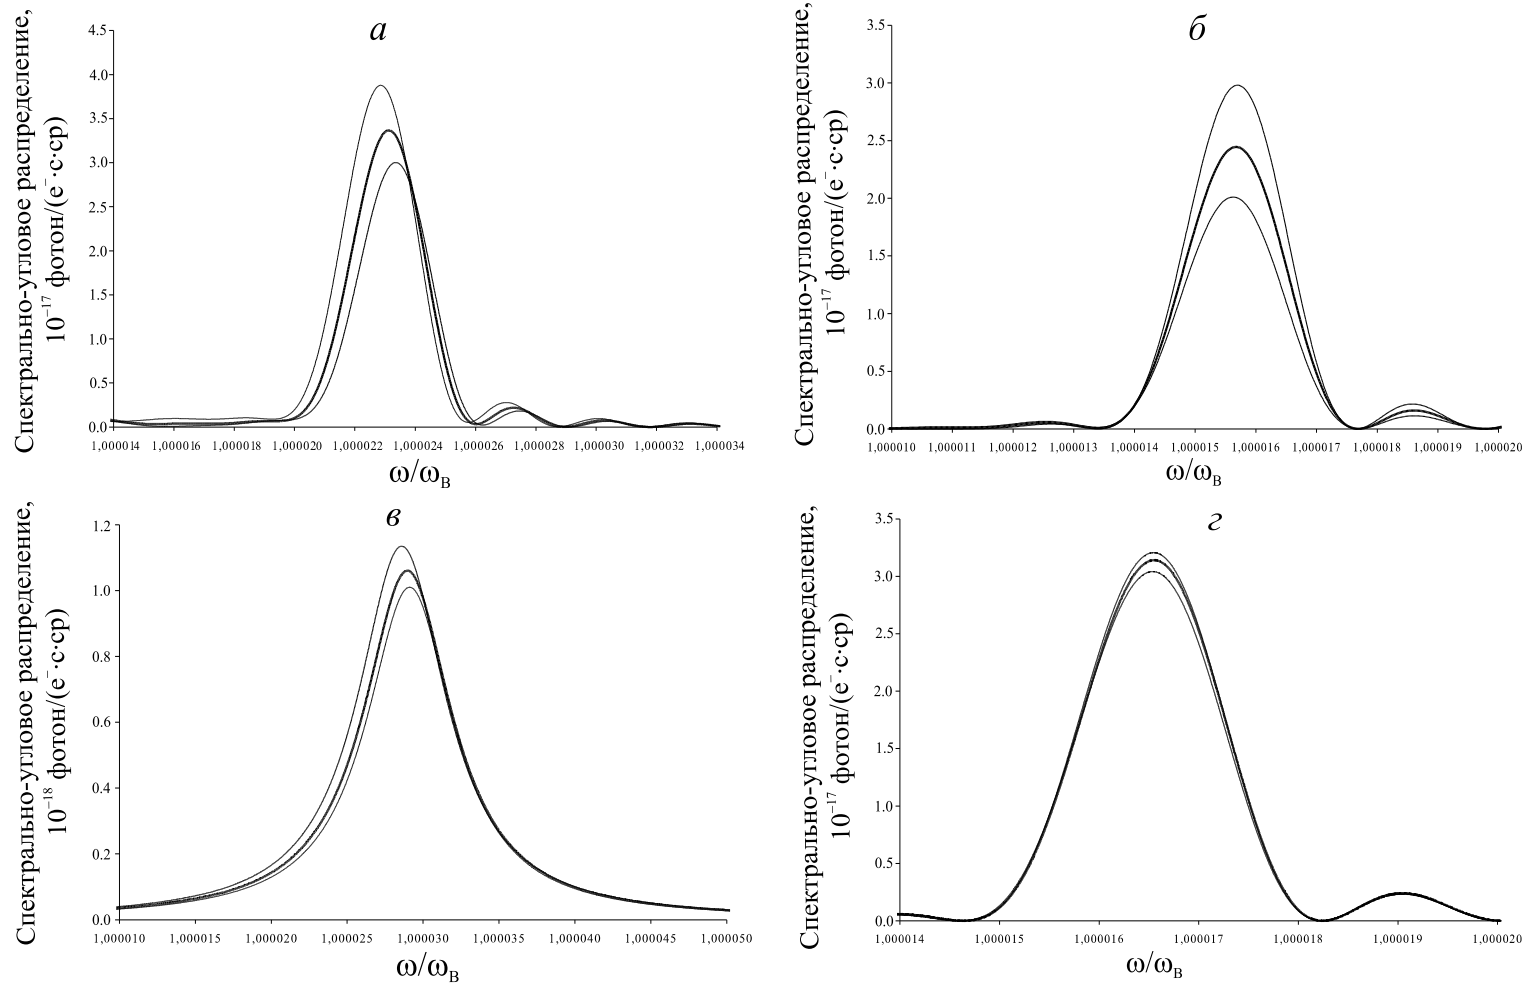 а
Спектрально-угловое распределение,
10⁻¹⁷ фотон/(e⁻·с·ср)
4.5
4.0
3.5
3.0
2.5
2.0
1.5
1.0
0.5
0.0
1,000014 1,000016 1,000018 1,000020 1,000022 1,000024 1,000026 1,000028 1,000030 1,000032 1,000034
ω/ωB
б
Спектрально-угловое распределение,
10⁻¹⁷ фотон/(e⁻·с·ср)
3.5
3.0
2.5
2.0
1.5
1.0
0.5
0.0
1,000010 1,000011 1,000012 1,000013 1,000014 1,000015 1,000016 1,000017 1,000018 1,000019 1,000020
ω/ωB
в
Спектрально-угловое распределение,
10⁻¹⁸ фотон/(e⁻·с·ср)
1.2
1.0
0.8
0.6
0.4
0.2
0.0
1,000010 1,000015 1,000020 1,000025 1,000030 1,000035 1,000040 1,000045 1,000050
ω/ωB
г
Спектрально-угловое распределение,
10⁻¹⁷ фотон/(e⁻·с·ср)
3.5
3.0
2.5
2.0
1.5
1.0
0.5
0.0
1,000014 1,000015 1,000016 1,000017 1,000018 1,000019 1,000020
ω/ωB